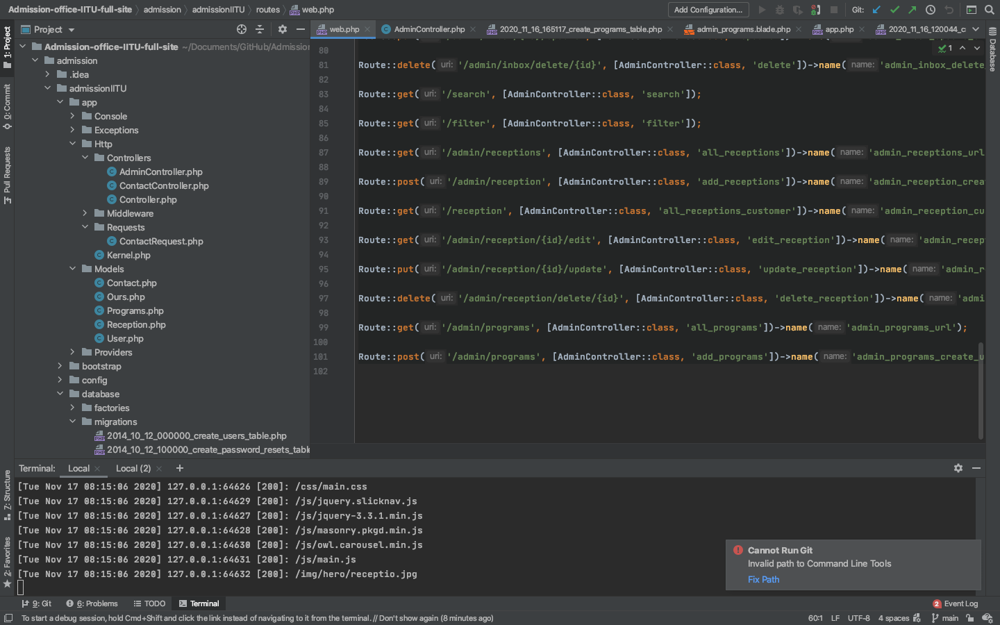 Admission-office-IITU-full-site admission admissionIITU routes web.php
Add Configuration... Git:
Project
web.php AdminController.php 2020_11_16_165117_create_programs_table.php admin_programs.blade.php app.php 2020_11_16_120044_c
1: Project
0: Commit
Pull Requests
Z: Structure
2: Favorites
Database
Admission-office-IITU-full-site ~/Documents/GitHub/Admission
admission
.idea
admissionIITU
app
Console
Exceptions
Http
Controllers
AdminController.php
ContactController.php
Controller.php
Middleware
Requests
ContactRequest.php
Kernel.php
Models
Contact.php
Ours.php
Programs.php
Reception.php
User.php
Providers
bootstrap
config
database
factories
migrations
2014_10_12_000000_create_users_table.php
2014_10_12_100000_create_password_resets_table
1
80
81 Route::delete( uri: '/admin/inbox/delete/{id}', [AdminController::class, 'delete'])->name( name: 'admin_inbox_delete_
82
83 Route::get( uri: '/search', [AdminController::class, 'search']);
84
85 Route::get( uri: '/filter', [AdminController::class, 'filter']);
86
87 Route::get( uri: '/admin/receptions', [AdminController::class, 'all_receptions'])->name( name: 'admin_receptions_url
88
89 Route::post( uri: '/admin/reception', [AdminController::class, 'add_receptions'])->name( name: 'admin_reception_crea
90
91 Route::get( uri: '/reception', [AdminController::class, 'all_receptions_customer'])->name( name: 'admin_reception_cu
92
93 Route::get( uri: '/admin/reception/{id}/edit', [AdminController::class, 'edit_reception'])->name( name: 'admin_recep
94
95 Route::put( uri: '/admin/reception/{id}/update', [AdminController::class, 'update_reception'])->name( name: 'admin_r
96
97 Route::delete( uri: '/admin/reception/delete/{id}', [AdminController::class, 'delete_reception'])->name( name: 'admi
98
99 Route::get( uri: '/admin/programs', [AdminController::class, 'all_programs'])->name( name: 'admin_programs_url');
100
101 Route::post( uri: '/admin/programs', [AdminController::class, 'add_programs'])->name( name: 'admin_programs_create_u
102
Terminal: Local Local (2) +
[Tue Nov 17 08:15:06 2020] 127.0.0.1:64626 [200]: /css/main.css
[Tue Nov 17 08:15:06 2020] 127.0.0.1:64629 [200]: /js/jquery.slicknav.js
[Tue Nov 17 08:15:06 2020] 127.0.0.1:64627 [200]: /js/jquery-3.3.1.min.js
[Tue Nov 17 08:15:06 2020] 127.0.0.1:64628 [200]: /js/masonry.pkgd.min.js
[Tue Nov 17 08:15:06 2020] 127.0.0.1:64630 [200]: /js/owl.carousel.min.js
[Tue Nov 17 08:15:06 2020] 127.0.0.1:64631 [200]: /js/main.js
[Tue Nov 17 08:15:06 2020] 127.0.0.1:64632 [200]: /img/hero/receptio.jpg
Cannot Run Git
Invalid path to Command Line Tools
Fix Path
9: Git 6: Problems TODO Terminal 2 Event Log
To start a debug session, hold Cmd+Shift and click the link instead of navigating to it from the terminal. // Don't show again (8 minutes ago) 60:1 LF UTF-8 4 spaces main